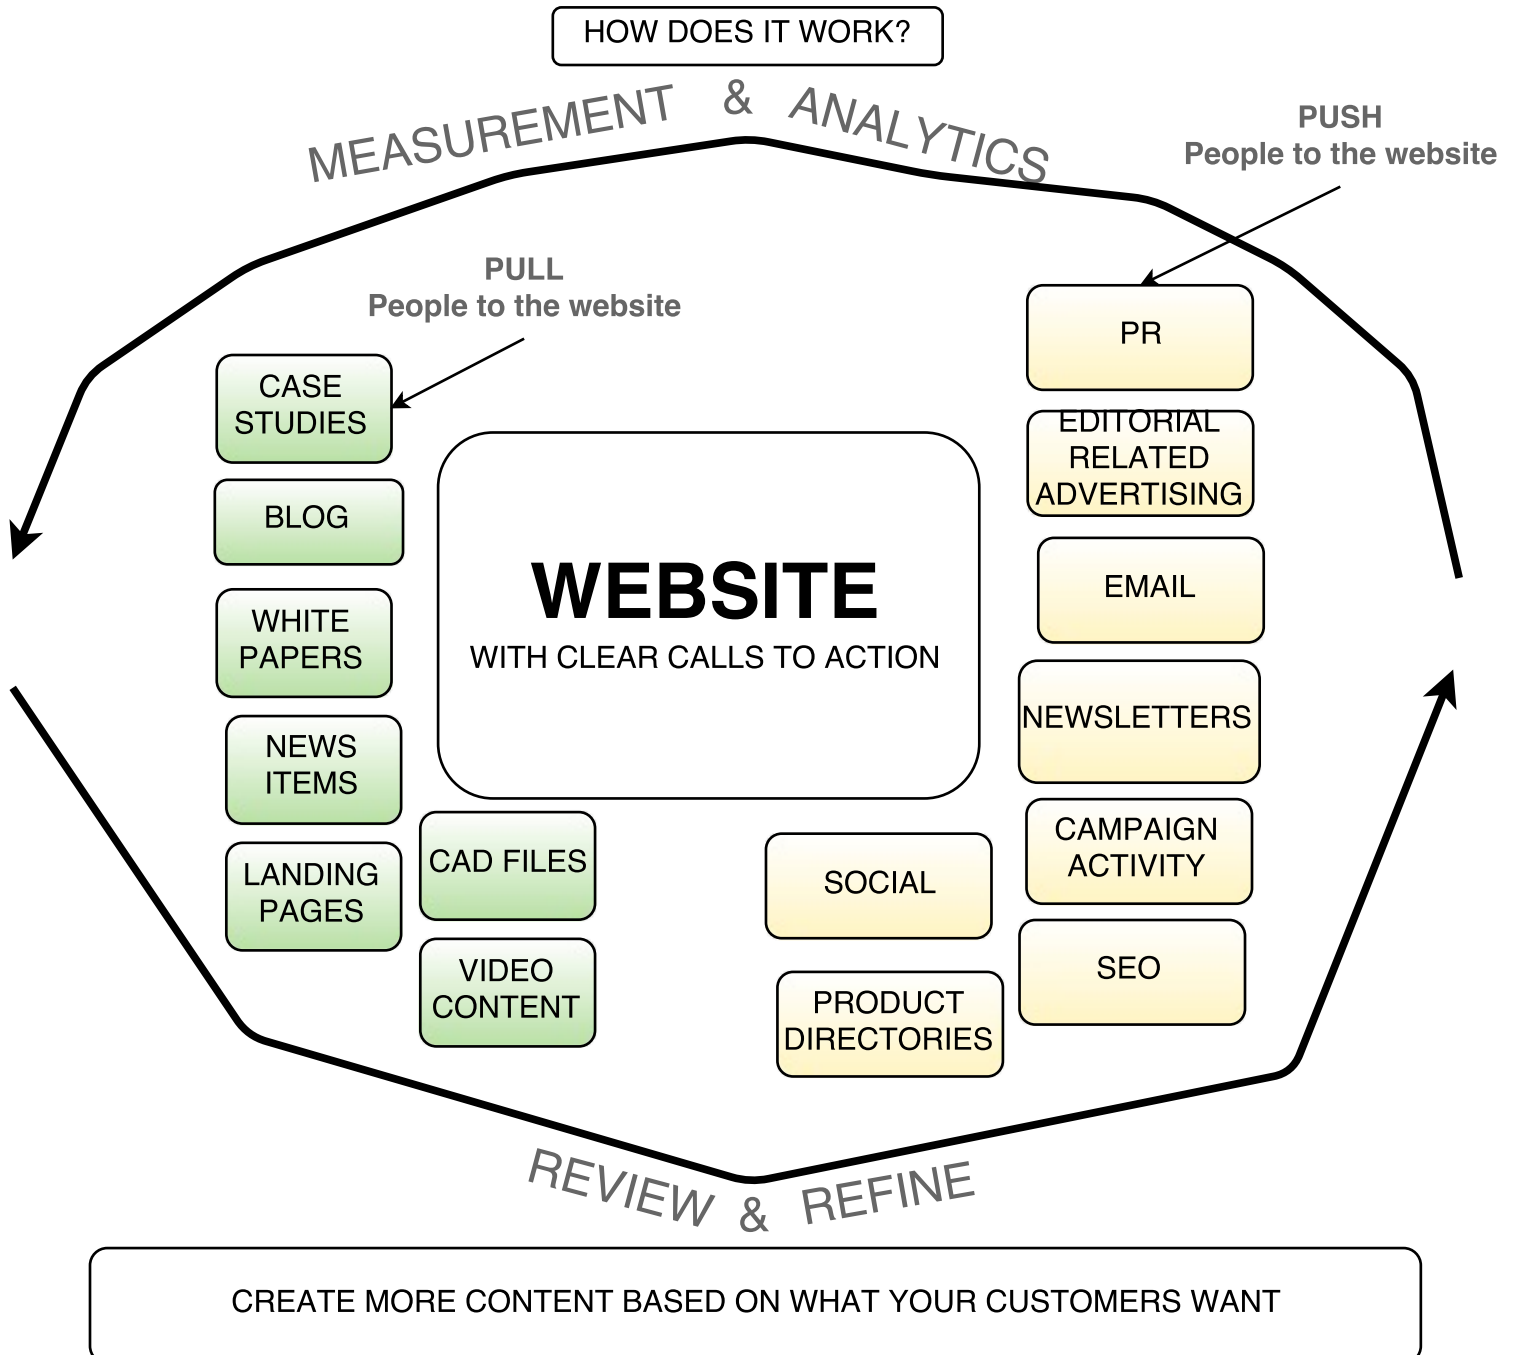 HOW DOES IT WORK?
MEASUREMENT & ANALYTICS
PUSH
People to the website
PULL
People to the website
CASE
STUDIES
BLOG
WHITE
PAPERS
NEWS
ITEMS
LANDING
PAGES
CAD FILES
VIDEO
CONTENT
WEBSITE
WITH CLEAR CALLS TO ACTION
PR
EDITORIAL
RELATED
ADVERTISING
EMAIL
NEWSLETTERS
CAMPAIGN
ACTIVITY
SEO
SOCIAL
PRODUCT
DIRECTORIES
REVIEW & REFINE
CREATE MORE CONTENT BASED ON WHAT YOUR CUSTOMERS WANT